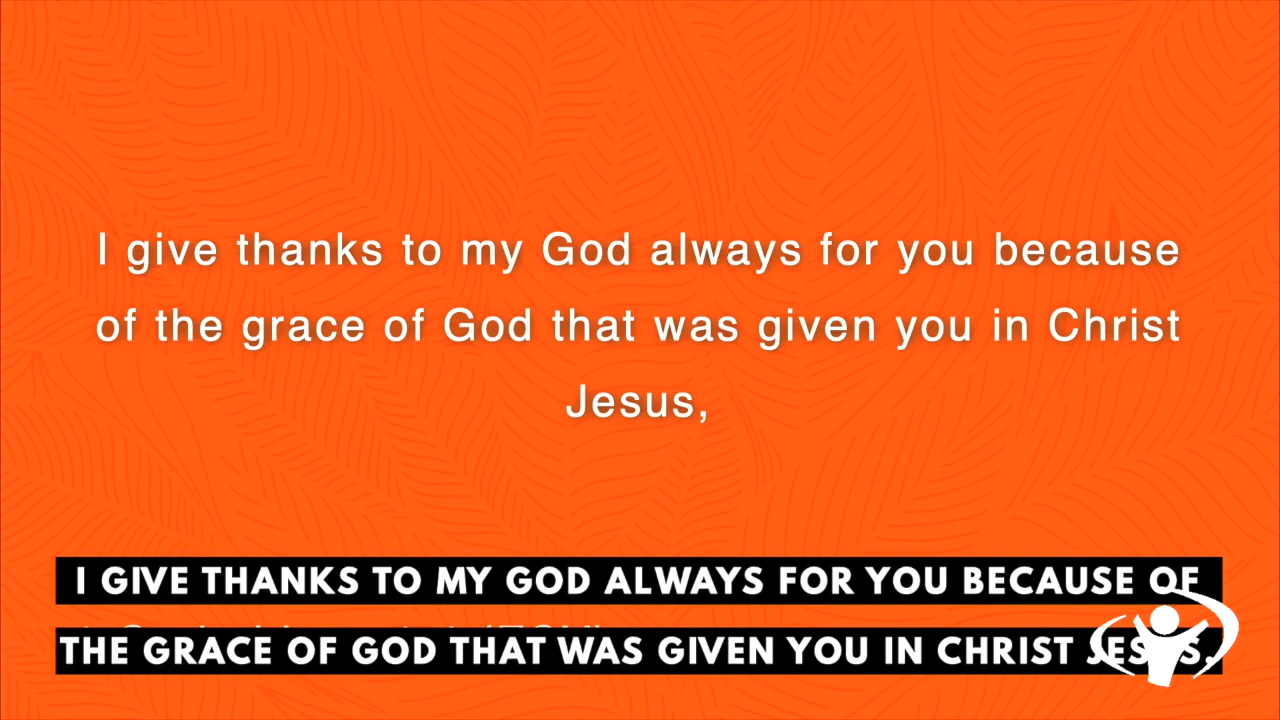 I give thanks to my God always for you because
of the grace of God that was given you in Christ
Jesus,
I GIVE THANKS TO MY GOD ALWAYS FOR YOU BECAUSE OF
THE GRACE OF GOD THAT WAS GIVEN YOU IN CHRIST JESUS.